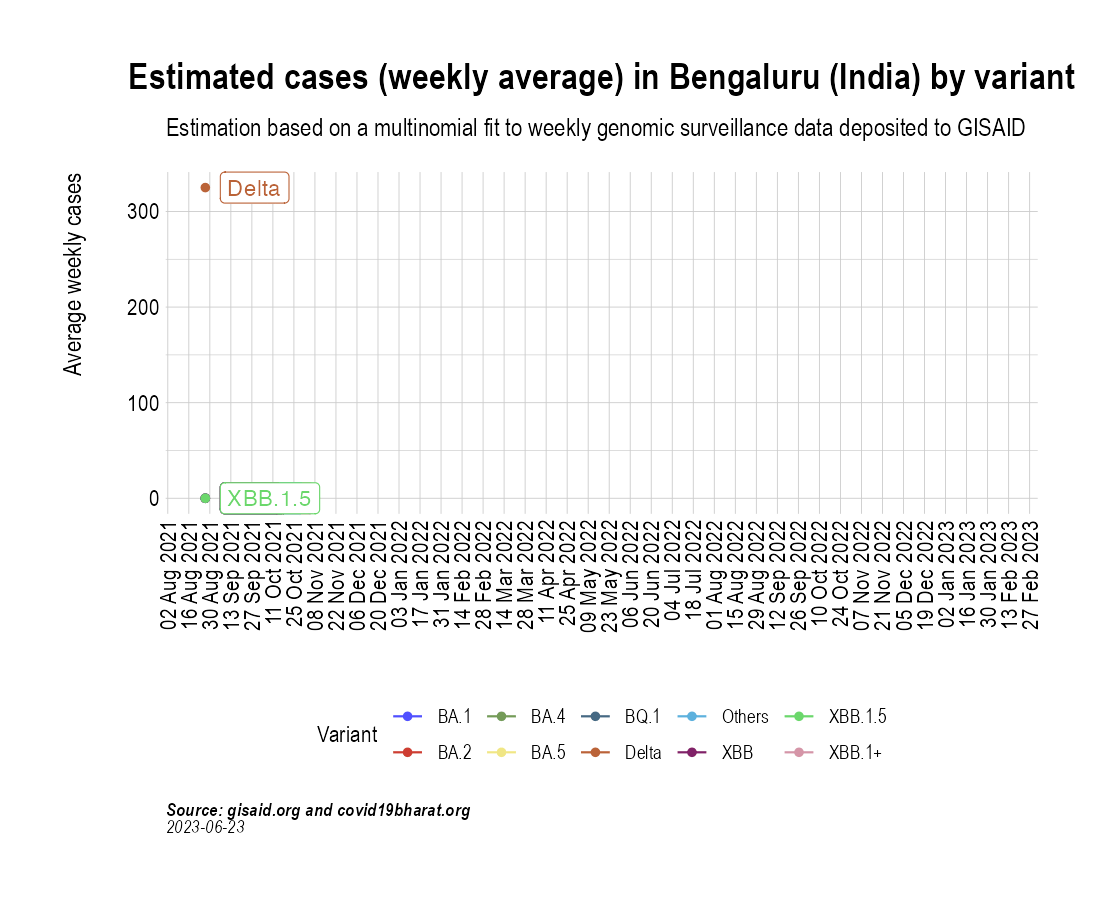 Estimated cases (weekly average) in Bengaluru (India) by variant
Estimation based on a multinomial fit to weekly genomic surveillance data deposited to GISAID
Average weekly cases
300
200
100
0
Delta
XBB.1.5
02 Aug 2021
16 Aug 2021
30 Aug 2021
13 Sep 2021
27 Sep 2021
11 Oct 2021
25 Oct 2021
08 Nov 2021
22 Nov 2021
06 Dec 2021
20 Dec 2021
03 Jan 2022
17 Jan 2022
31 Jan 2022
14 Feb 2022
28 Feb 2022
14 Mar 2022
28 Mar 2022
11 Apr 2022
25 Apr 2022
09 May 2022
23 May 2022
06 Jun 2022
20 Jun 2022
04 Jul 2022
18 Jul 2022
01 Aug 2022
15 Aug 2022
29 Aug 2022
12 Sep 2022
26 Sep 2022
10 Oct 2022
24 Oct 2022
07 Nov 2022
21 Nov 2022
05 Dec 2022
19 Dec 2022
02 Jan 2023
16 Jan 2023
30 Jan 2023
13 Feb 2023
27 Feb 2023
Variant
BA.1 BA.4 BQ.1 Others XBB.1.5
BA.2 BA.5 Delta XBB XBB.1+
Source: gisaid.org and covid19bharat.org
2023-06-23